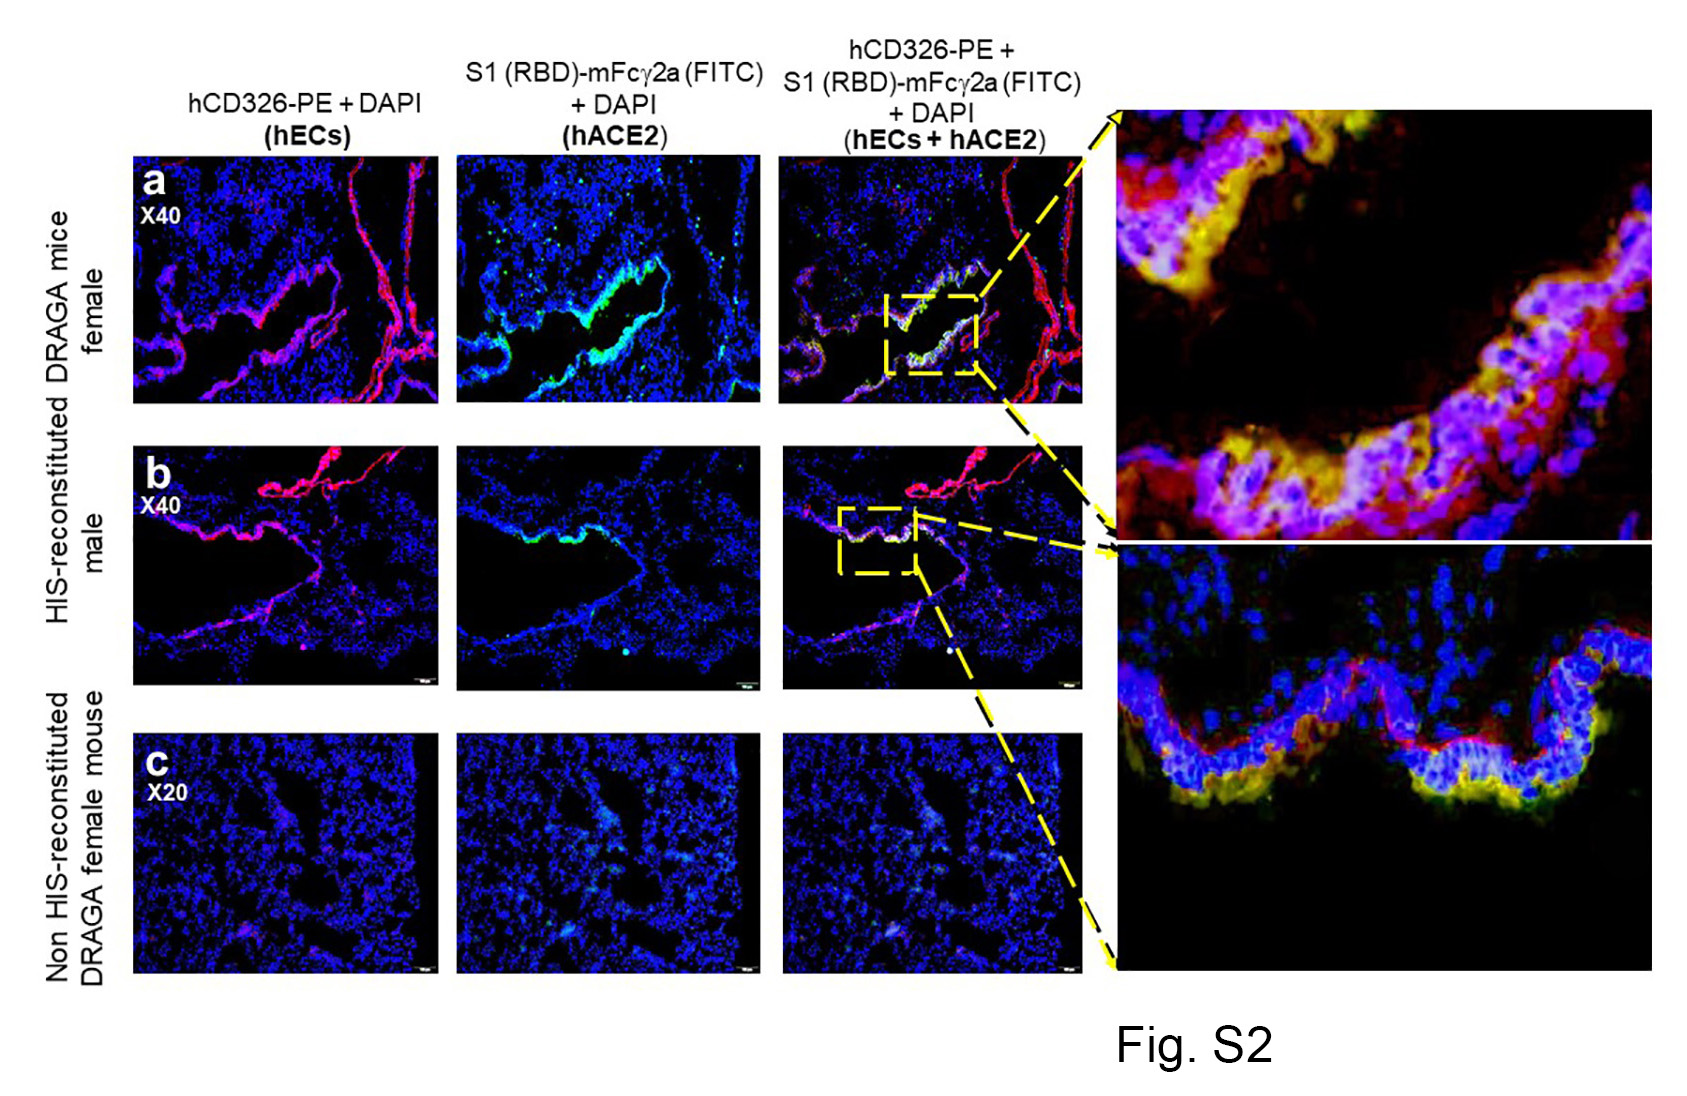 hCD326-PE + DAPI
(hECs)
S1 (RBD)-mFcγ2a (FITC)
+ DAPI
(hACE2)
hCD326-PE +
S1 (RBD)-mFcγ2a (FITC)
+ DAPI
(hECs + hACE2)
HIS-reconstituted DRAGA mice
female
male
Non HIS-reconstituted
DRAGA female mouse
a
X40
b
X40
c
X20
Fig. S2